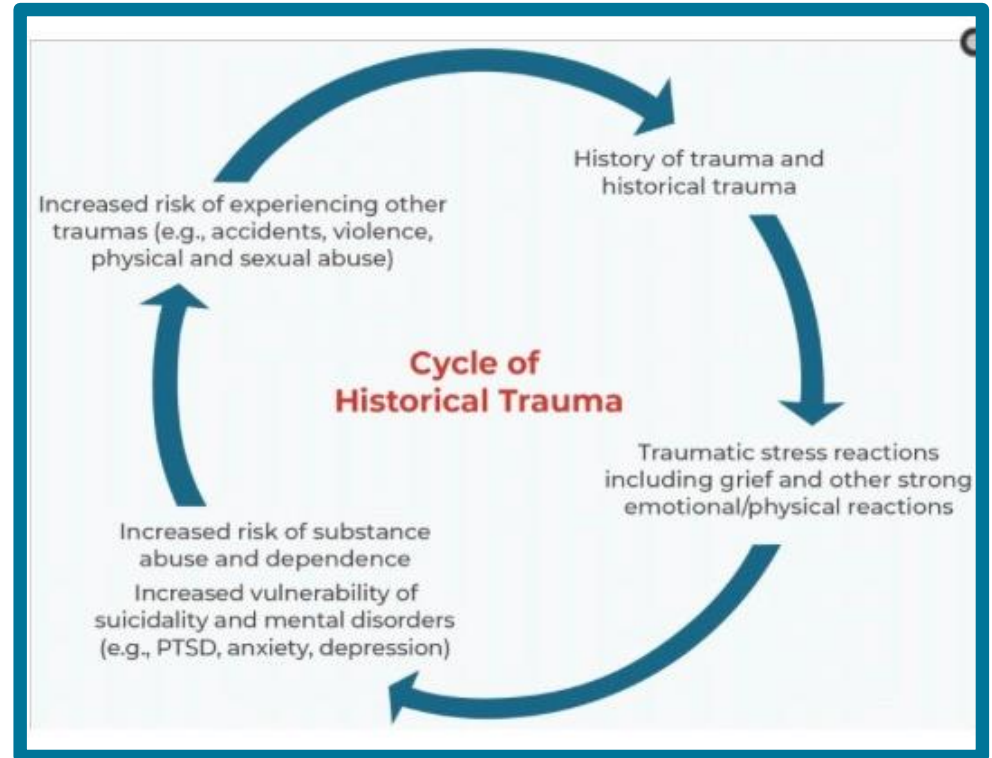 History of trauma and
historical trauma
Increased risk of experiencing other
traumas (e.g., accidents, violence,
physical and sexual abuse)
Cycle of
Historical Trauma
Traumatic stress reactions
including grief and other strong
emotional/physical reactions
Increased risk of substance
abuse and dependence
Increased vulnerability of
suicidality and mental disorders
(e.g., PTSD, anxiety, depression)